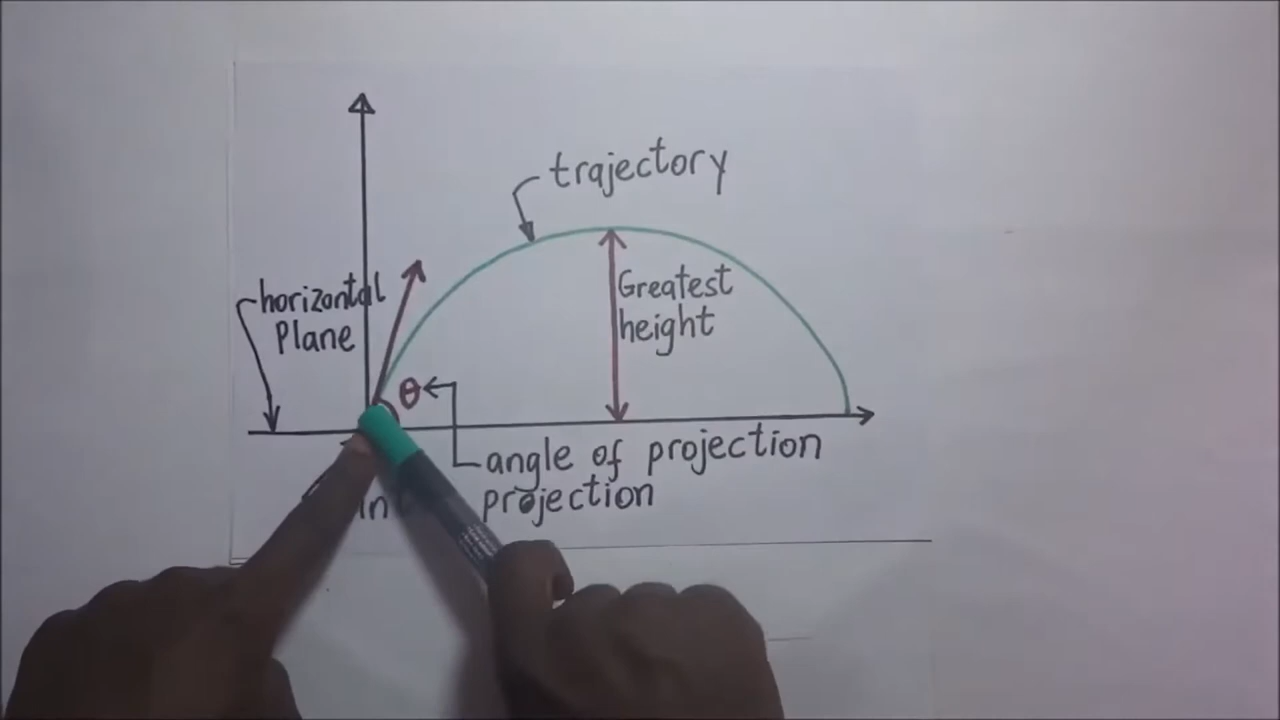 trajectory
horizontal
Plane
Greatest
height
θ
angle of projection
projection